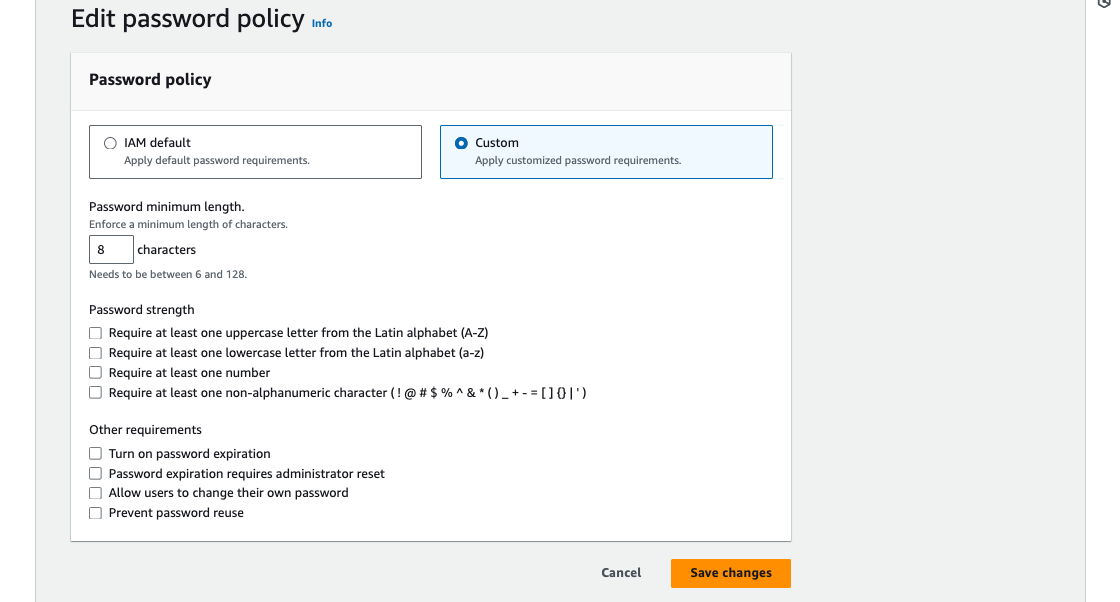 Edit password policy Info
Password policy
IAM default
Apply default password requirements.
Custom
Apply customized password requirements.
Password minimum length.
Enforce a minimum length of characters.
8 characters
Needs to be between 6 and 128.
Password strength
Require at least one uppercase letter from the Latin alphabet (A-Z)
Require at least one lowercase letter from the Latin alphabet (a-z)
Require at least one number
Require at least one non-alphanumeric character ( ! @ # $ % ^ & * ( ) _ + - = [ ] {} | ' )
Other requirements
Turn on password expiration
Password expiration requires administrator reset
Allow users to change their own password
Prevent password reuse
Cancel Save changes